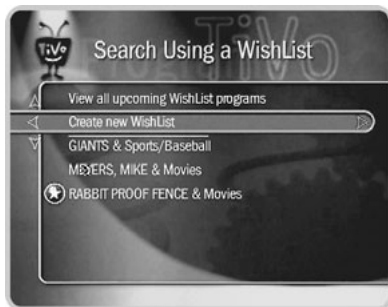 TiVo
Search Using a WishList
View all upcoming WishList programs
Create new WishList
GIANTS & Sports/Baseball
MEYERS, MIKE & Movies
RABBIT PROOF FENCE & Movies